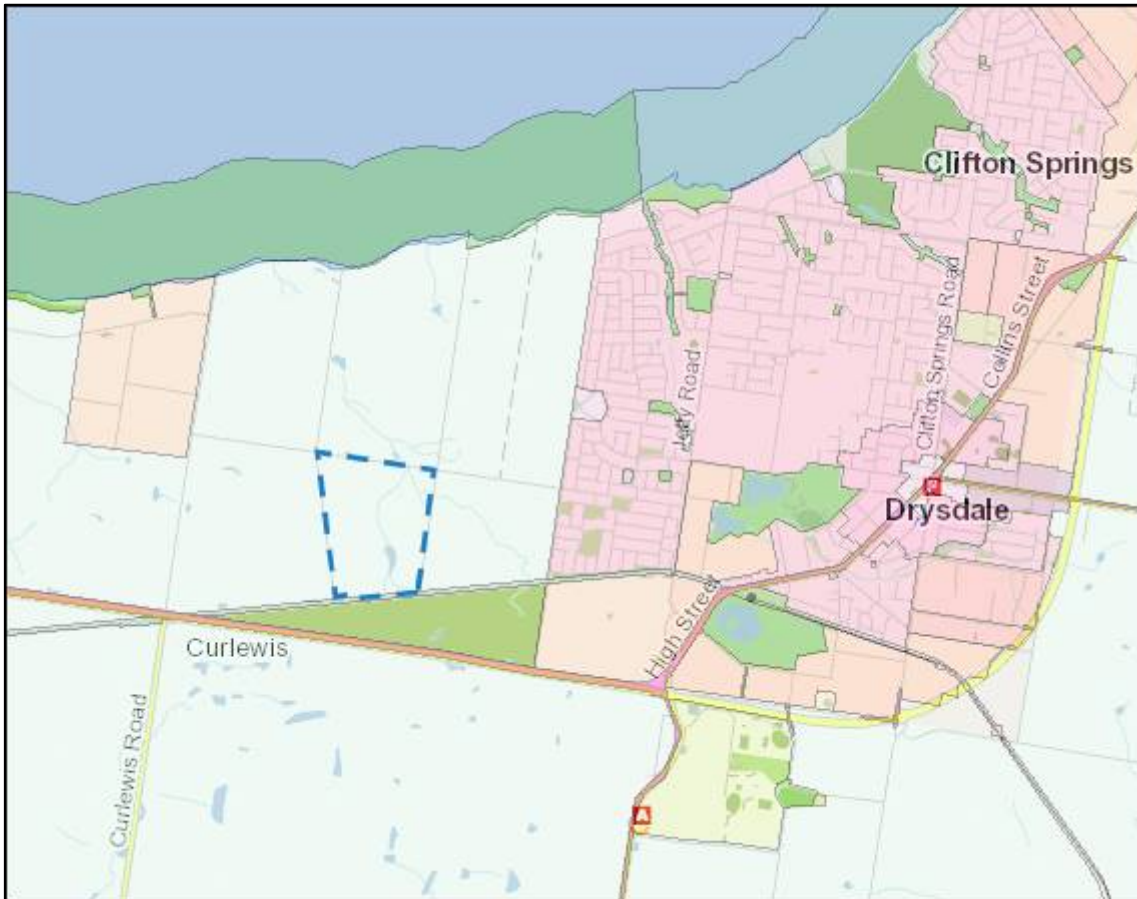 Clifton Springs
Collins Street
Clifton Springs Road
Jetty Road
P
Drysdale
High Street
Curlewis
Curlewis Road
A